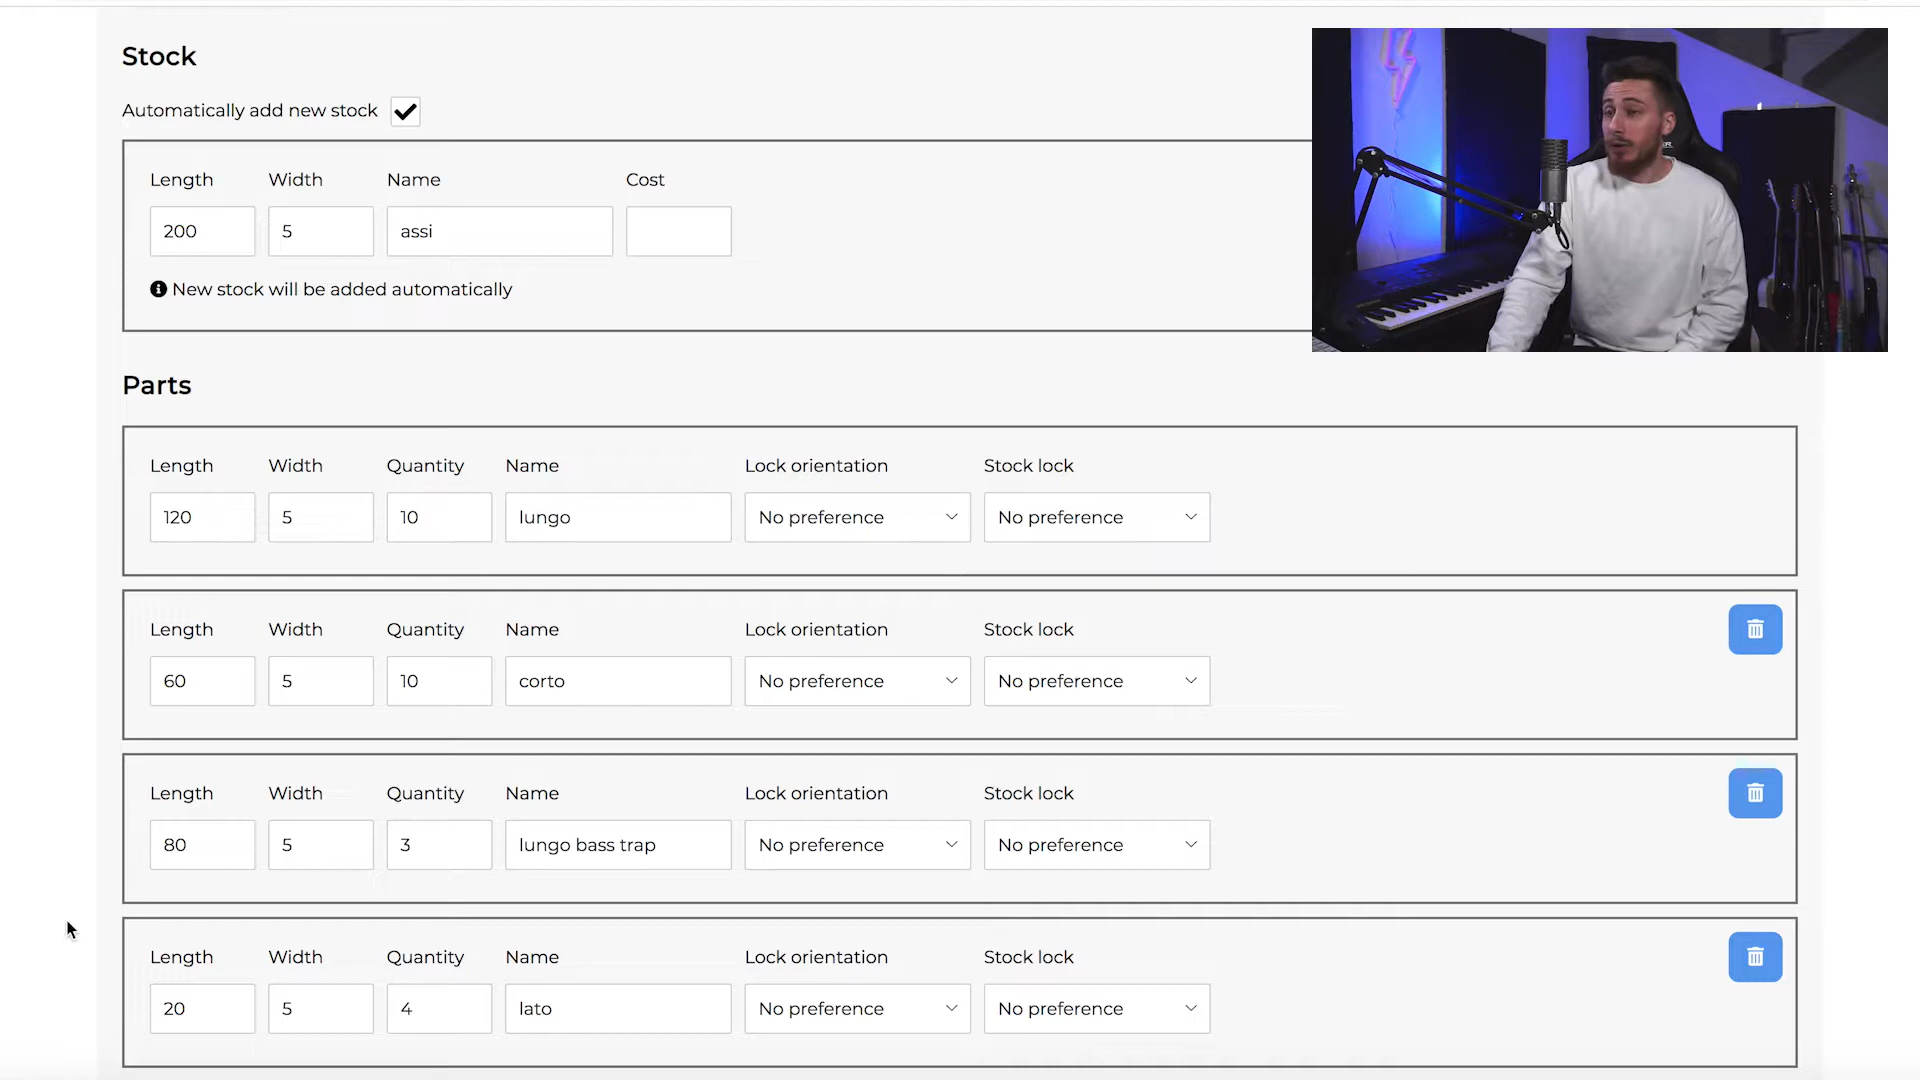 Stock
Automatically add new stock
Length Width Name Cost
200 5 assi
New stock will be added automatically
Parts
Length Width Quantity Name Lock orientation Stock lock
120 5 10 lungo No preference No preference
Length Width Quantity Name Lock orientation Stock lock
60 5 10 corto No preference No preference
Length Width Quantity Name Lock orientation Stock lock
80 5 3 lungo bass trap No preference No preference
Length Width Quantity Name Lock orientation Stock lock
20 5 4 lato No preference No preference